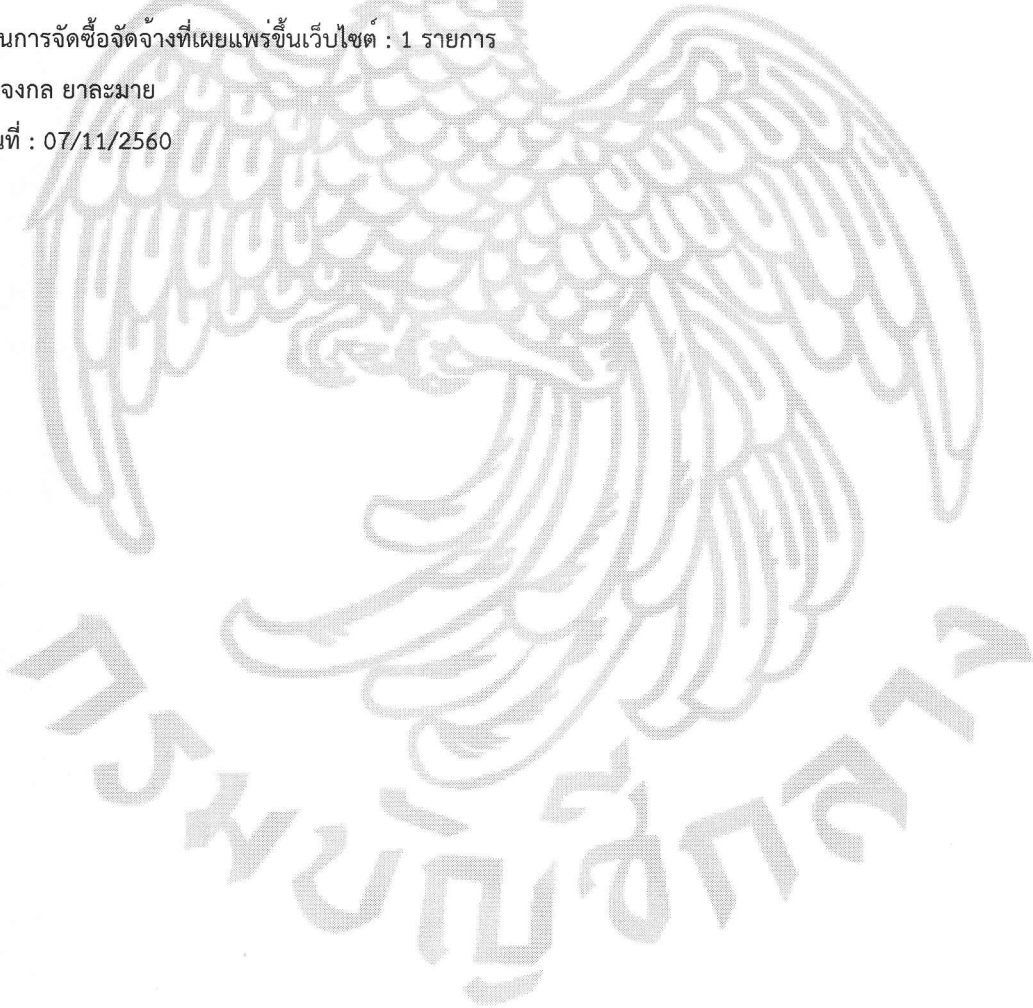 นการจัดซื้อจัดจ้างที่เผยแพร่ขึ้นเว็บไซต์ : 1 รายการ
จงกล ยาละมาย
ที่ : 07/11/2560
กรมบัญชีกลาง